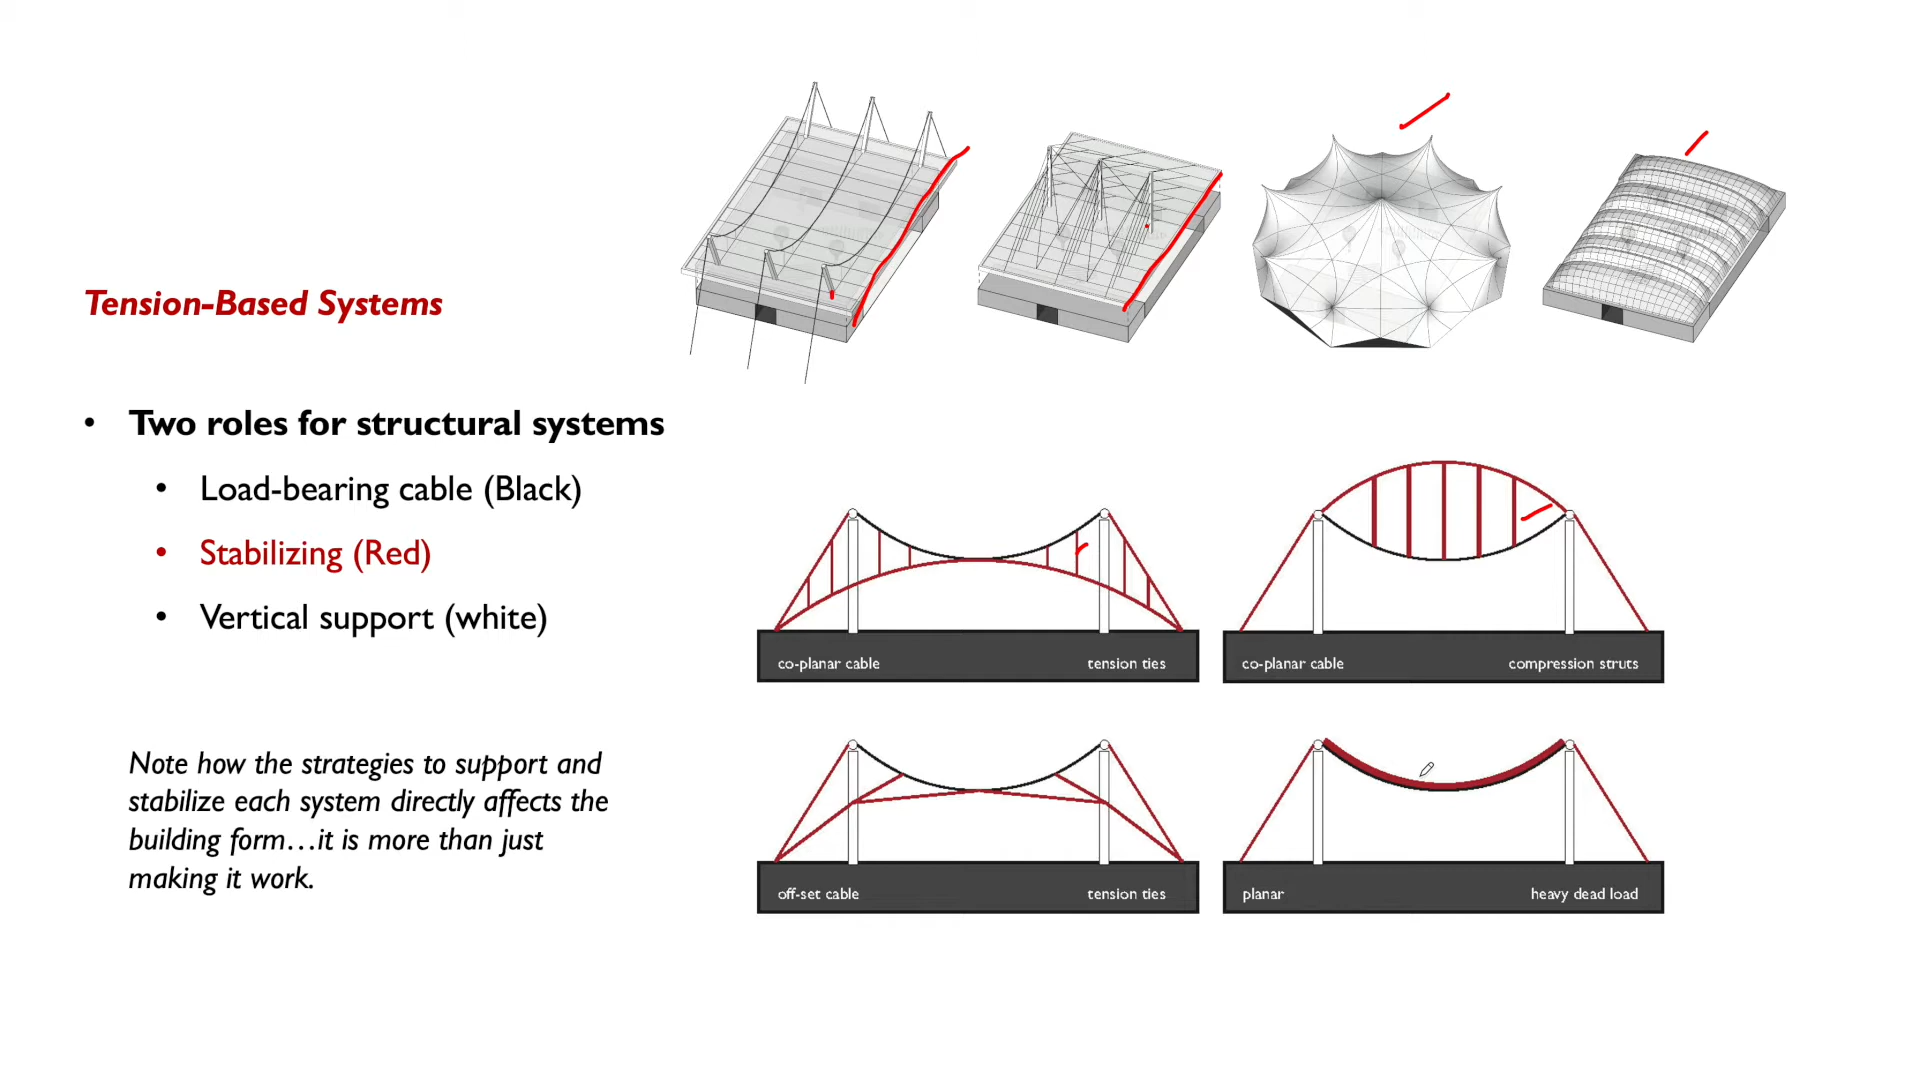 Tension-Based Systems
• Two roles for structural systems
• Load-bearing cable (Black)
• Stabilizing (Red)
• Vertical support (white)
Note how the strategies to support and
stabilize each system directly affects the
building form…it is more than just
making it work.
co-planar cable tension ties
co-planar cable compression struts
off-set cable tension ties
planar heavy dead load